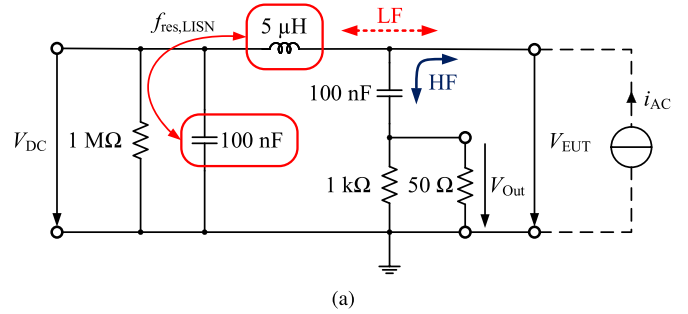 f_res,LISN
5 µH
LF
100 nF
HF
i_AC
V_DC
1 MΩ
100 nF
V_EUT
1 kΩ
50 Ω
V_Out
(a)